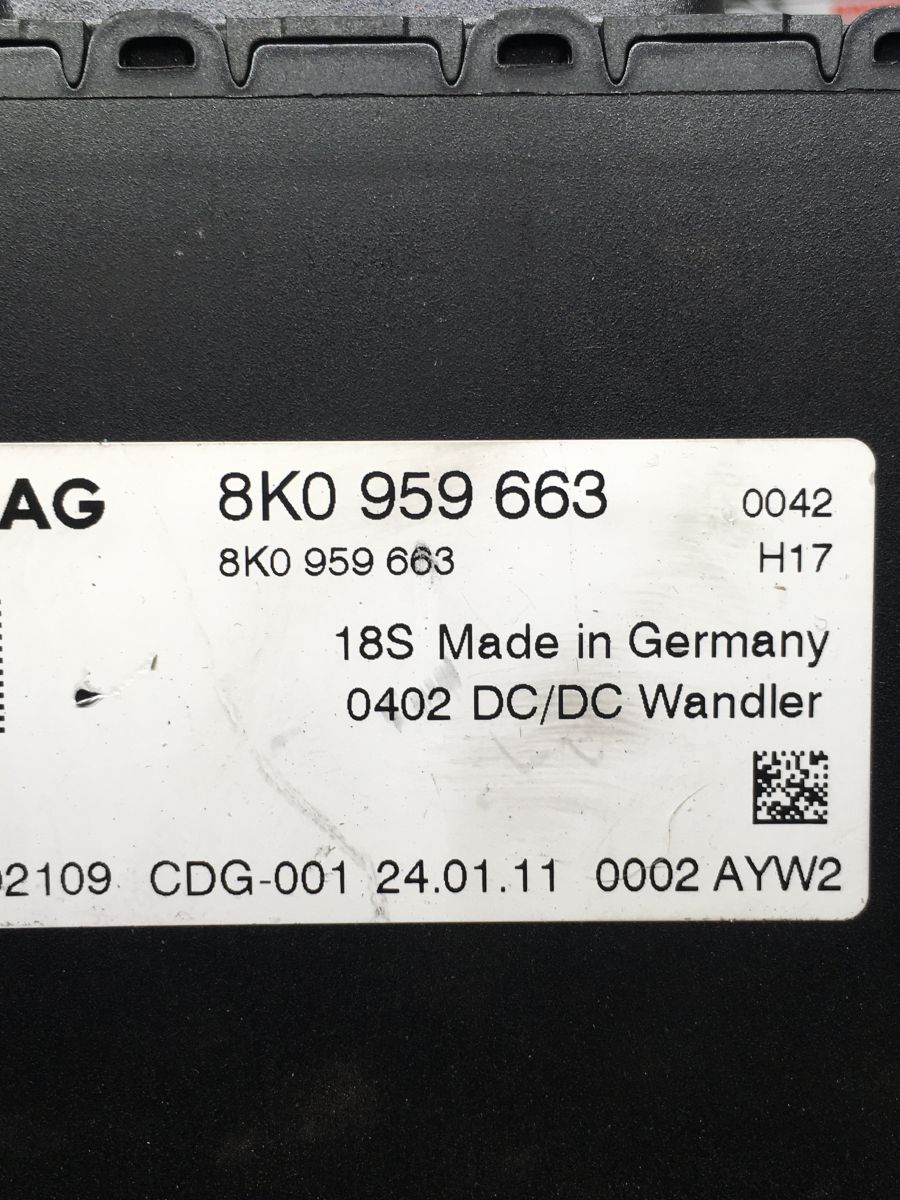 AG 8K0 959 663 0042
8K0 959 663 H17
18S Made in Germany
0402 DC/DC Wandler
2109 CDG-001 24.01.11 0002 AYW2